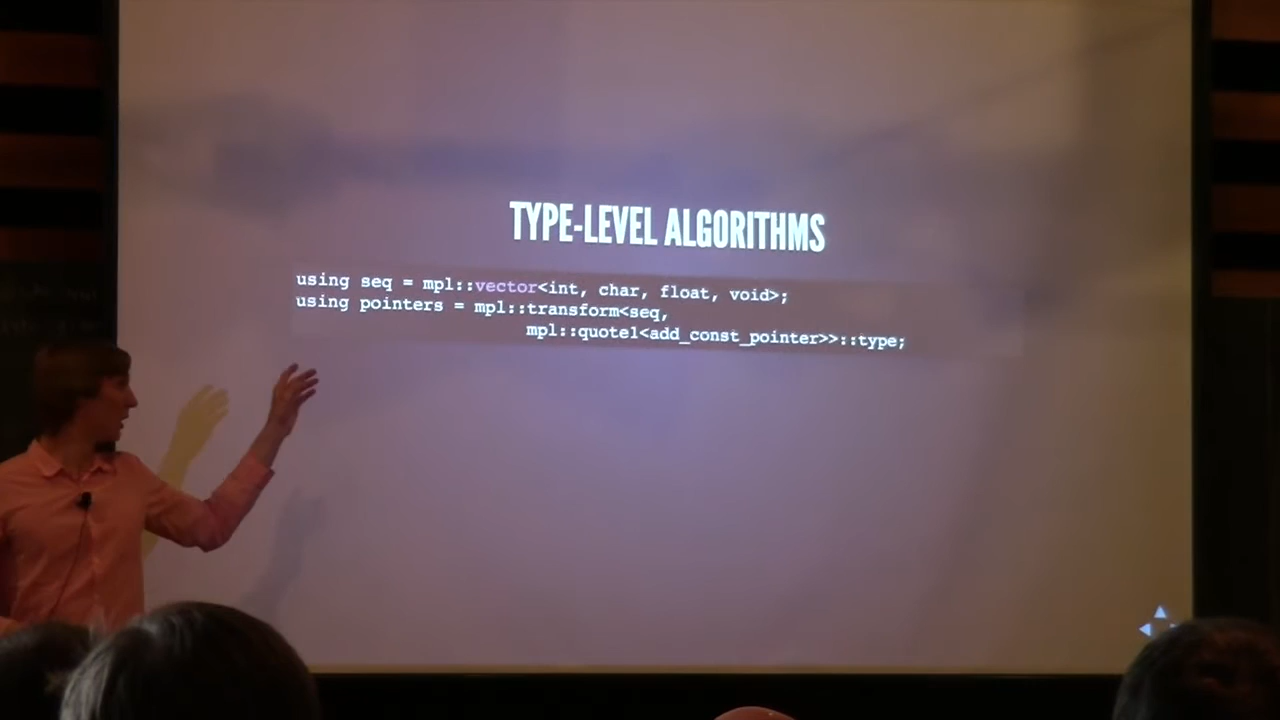 TYPE-LEVEL ALGORITHMS
using seq = mpl::vector<int, char, float, void>;
using pointers = mpl::transform<seq,
mpl::quote1<add_const_pointer>>::type;